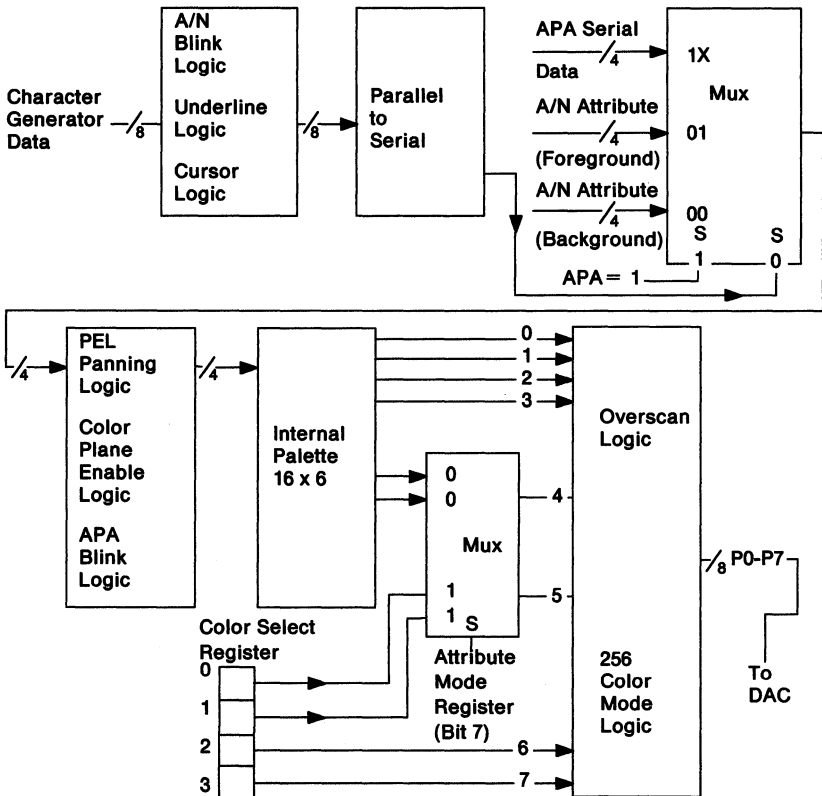 A/N
Blink
Logic
Underline
Logic
Cursor
Logic
Character
Generator
Data
8
8
Parallel
to
Serial
APA Serial
Data
4
1X
Mux
A/N Attribute
(Foreground)
4
01
A/N Attribute
(Background)
4
00
S
1
S
0
APA = 1
4
PEL
Panning
Logic
Color
Plane
Enable
Logic
APA
Blink
Logic
4
Internal
Palette
16 x 6
0
1
2
3
0
0
Mux
1
1
S
4
5
Overscan
Logic
256
Color
Mode
Logic
8 P0-P7
To
DAC
Color Select
Register
0
1
2
3
Attribute
Mode
Register
(Bit 7)
6
7